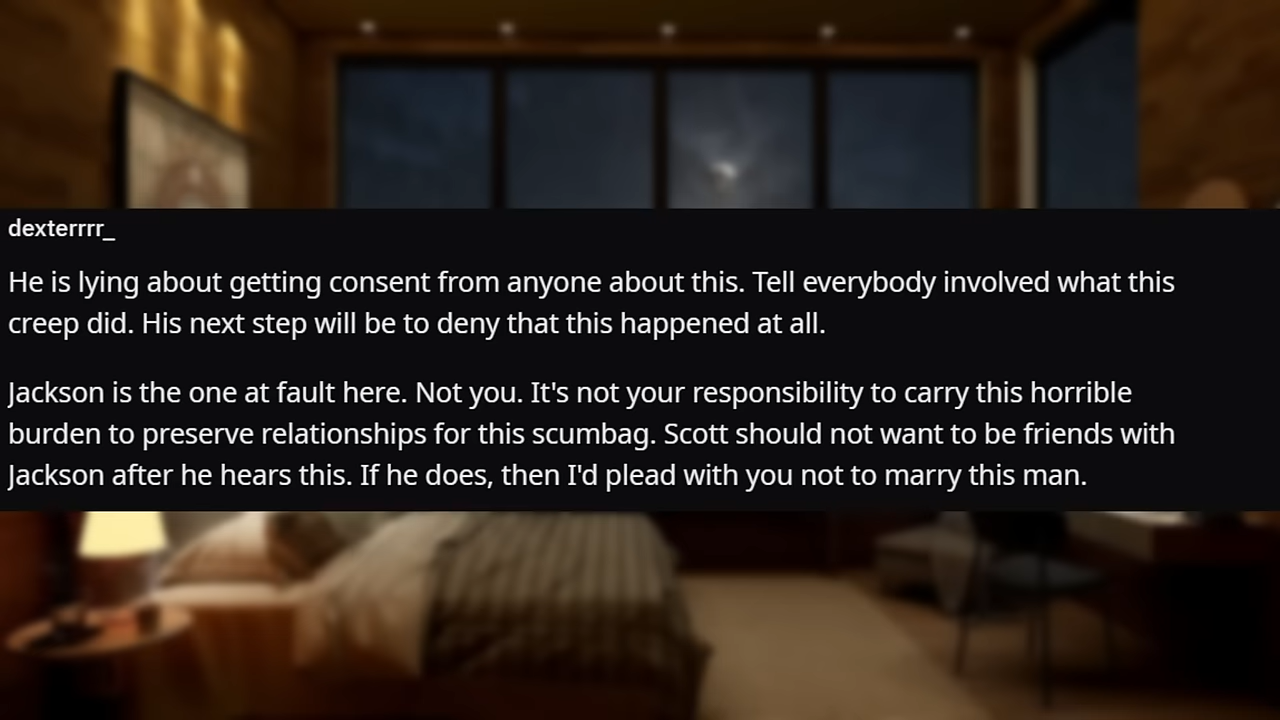 dexterrrr_
He is lying about getting consent from anyone about this. Tell everybody involved what this
creep did. His next step will be to deny that this happened at all.
Jackson is the one at fault here. Not you. It's not your responsibility to carry this horrible
burden to preserve relationships for this scumbag. Scott should not want to be friends with
Jackson after he hears this. If he does, then I'd plead with you not to marry this man.